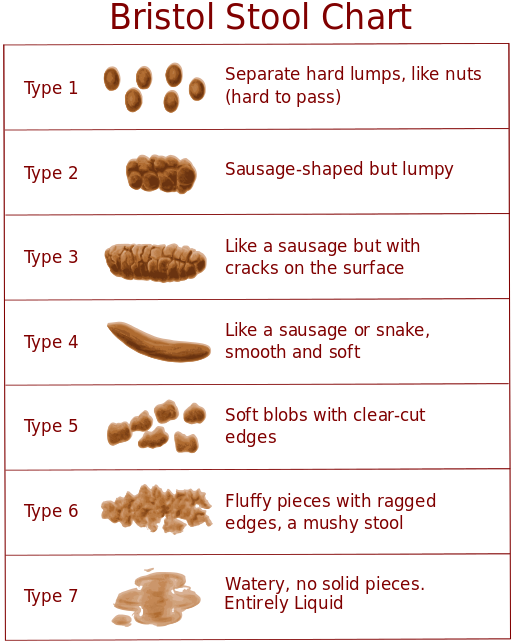 Bristol Stool Chart
Type 1
Separate hard lumps, like nuts
(hard to pass)
Type 2
Sausage-shaped but lumpy
Type 3
Like a sausage but with
cracks on the surface
Type 4
Like a sausage or snake,
smooth and soft
Type 5
Soft blobs with clear-cut
edges
Type 6
Fluffy pieces with ragged
edges, a mushy stool
Type 7
Watery, no solid pieces.
Entirely Liquid